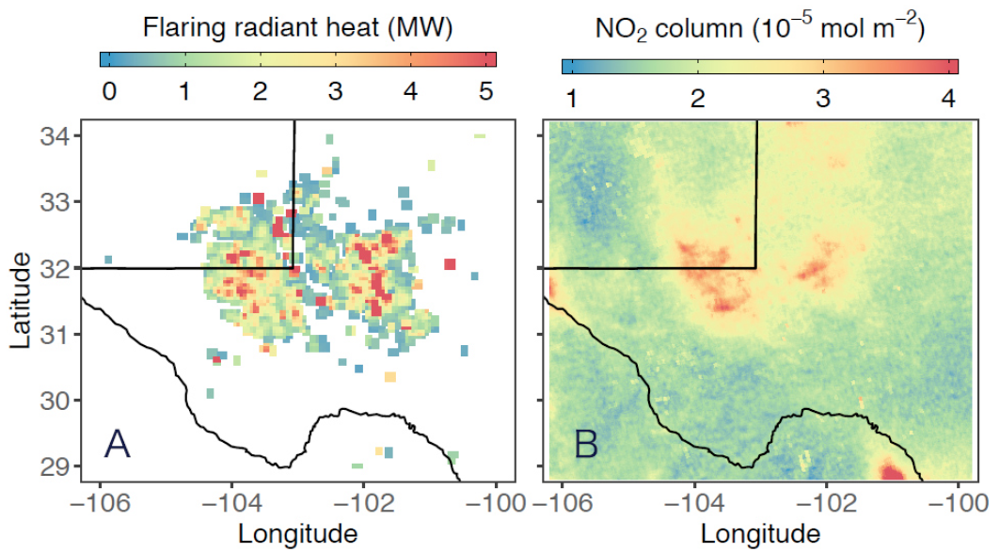 Flaring radiant heat (MW)
0 1 2 3 4 5
NO₂ column (10⁻⁵ mol m⁻²)
1 2 3 4
Latitude
34
33
32
31
30
29
A
B
−106 −104 −102 −100
−106 −104 −102 −100
Longitude
Longitude